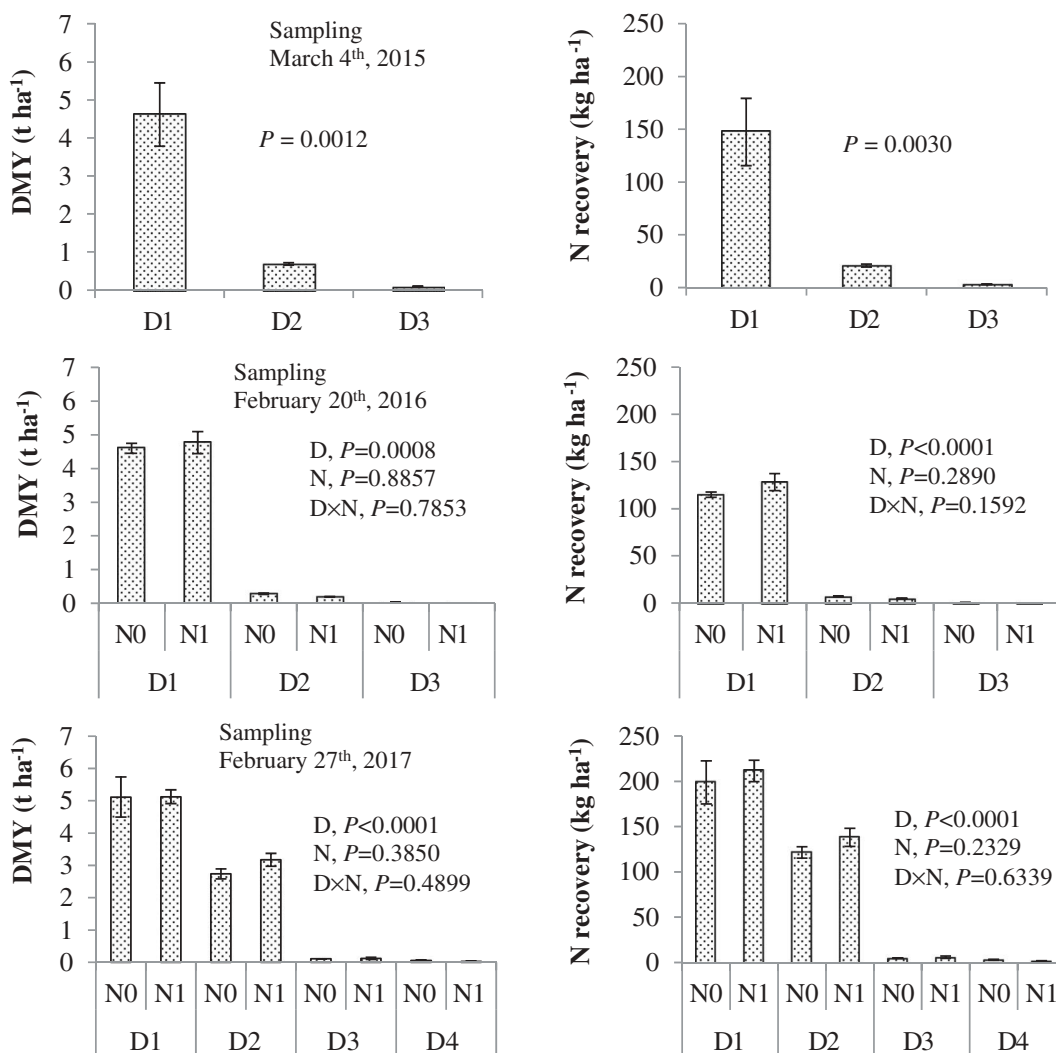 DMY (t ha⁻¹)
7
6
5
4
3
2
1
0
Sampling
March 4th, 2015
P = 0.0012
D1 D2 D3
N recovery (kg ha⁻¹)
250
200
150
100
50
0
P = 0.0030
D1 D2 D3
DMY (t ha⁻¹)
7
6
5
4
3
2
1
0
Sampling
February 20th, 2016
D, P=0.0008
N, P=0.8857
D×N, P=0.7853
N0 N1 N0 N1 N0 N1
D1 D2 D3
N recovery (kg ha⁻¹)
250
200
150
100
50
0
D, P<0.0001
N, P=0.2890
D×N, P=0.1592
N0 N1 N0 N1 N0 N1
D1 D2 D3
DMY (t ha⁻¹)
7
6
5
4
3
2
1
0
Sampling
February 27th, 2017
D, P<0.0001
N, P=0.3850
D×N, P=0.4899
N0 N1 N0 N1 N0 N1 N0 N1
D1 D2 D3 D4
N recovery (kg ha⁻¹)
250
200
150
100
50
0
D, P<0.0001
N, P=0.2329
D×N, P=0.6339
N0 N1 N0 N1 N0 N1 N0 N1
D1 D2 D3 D4